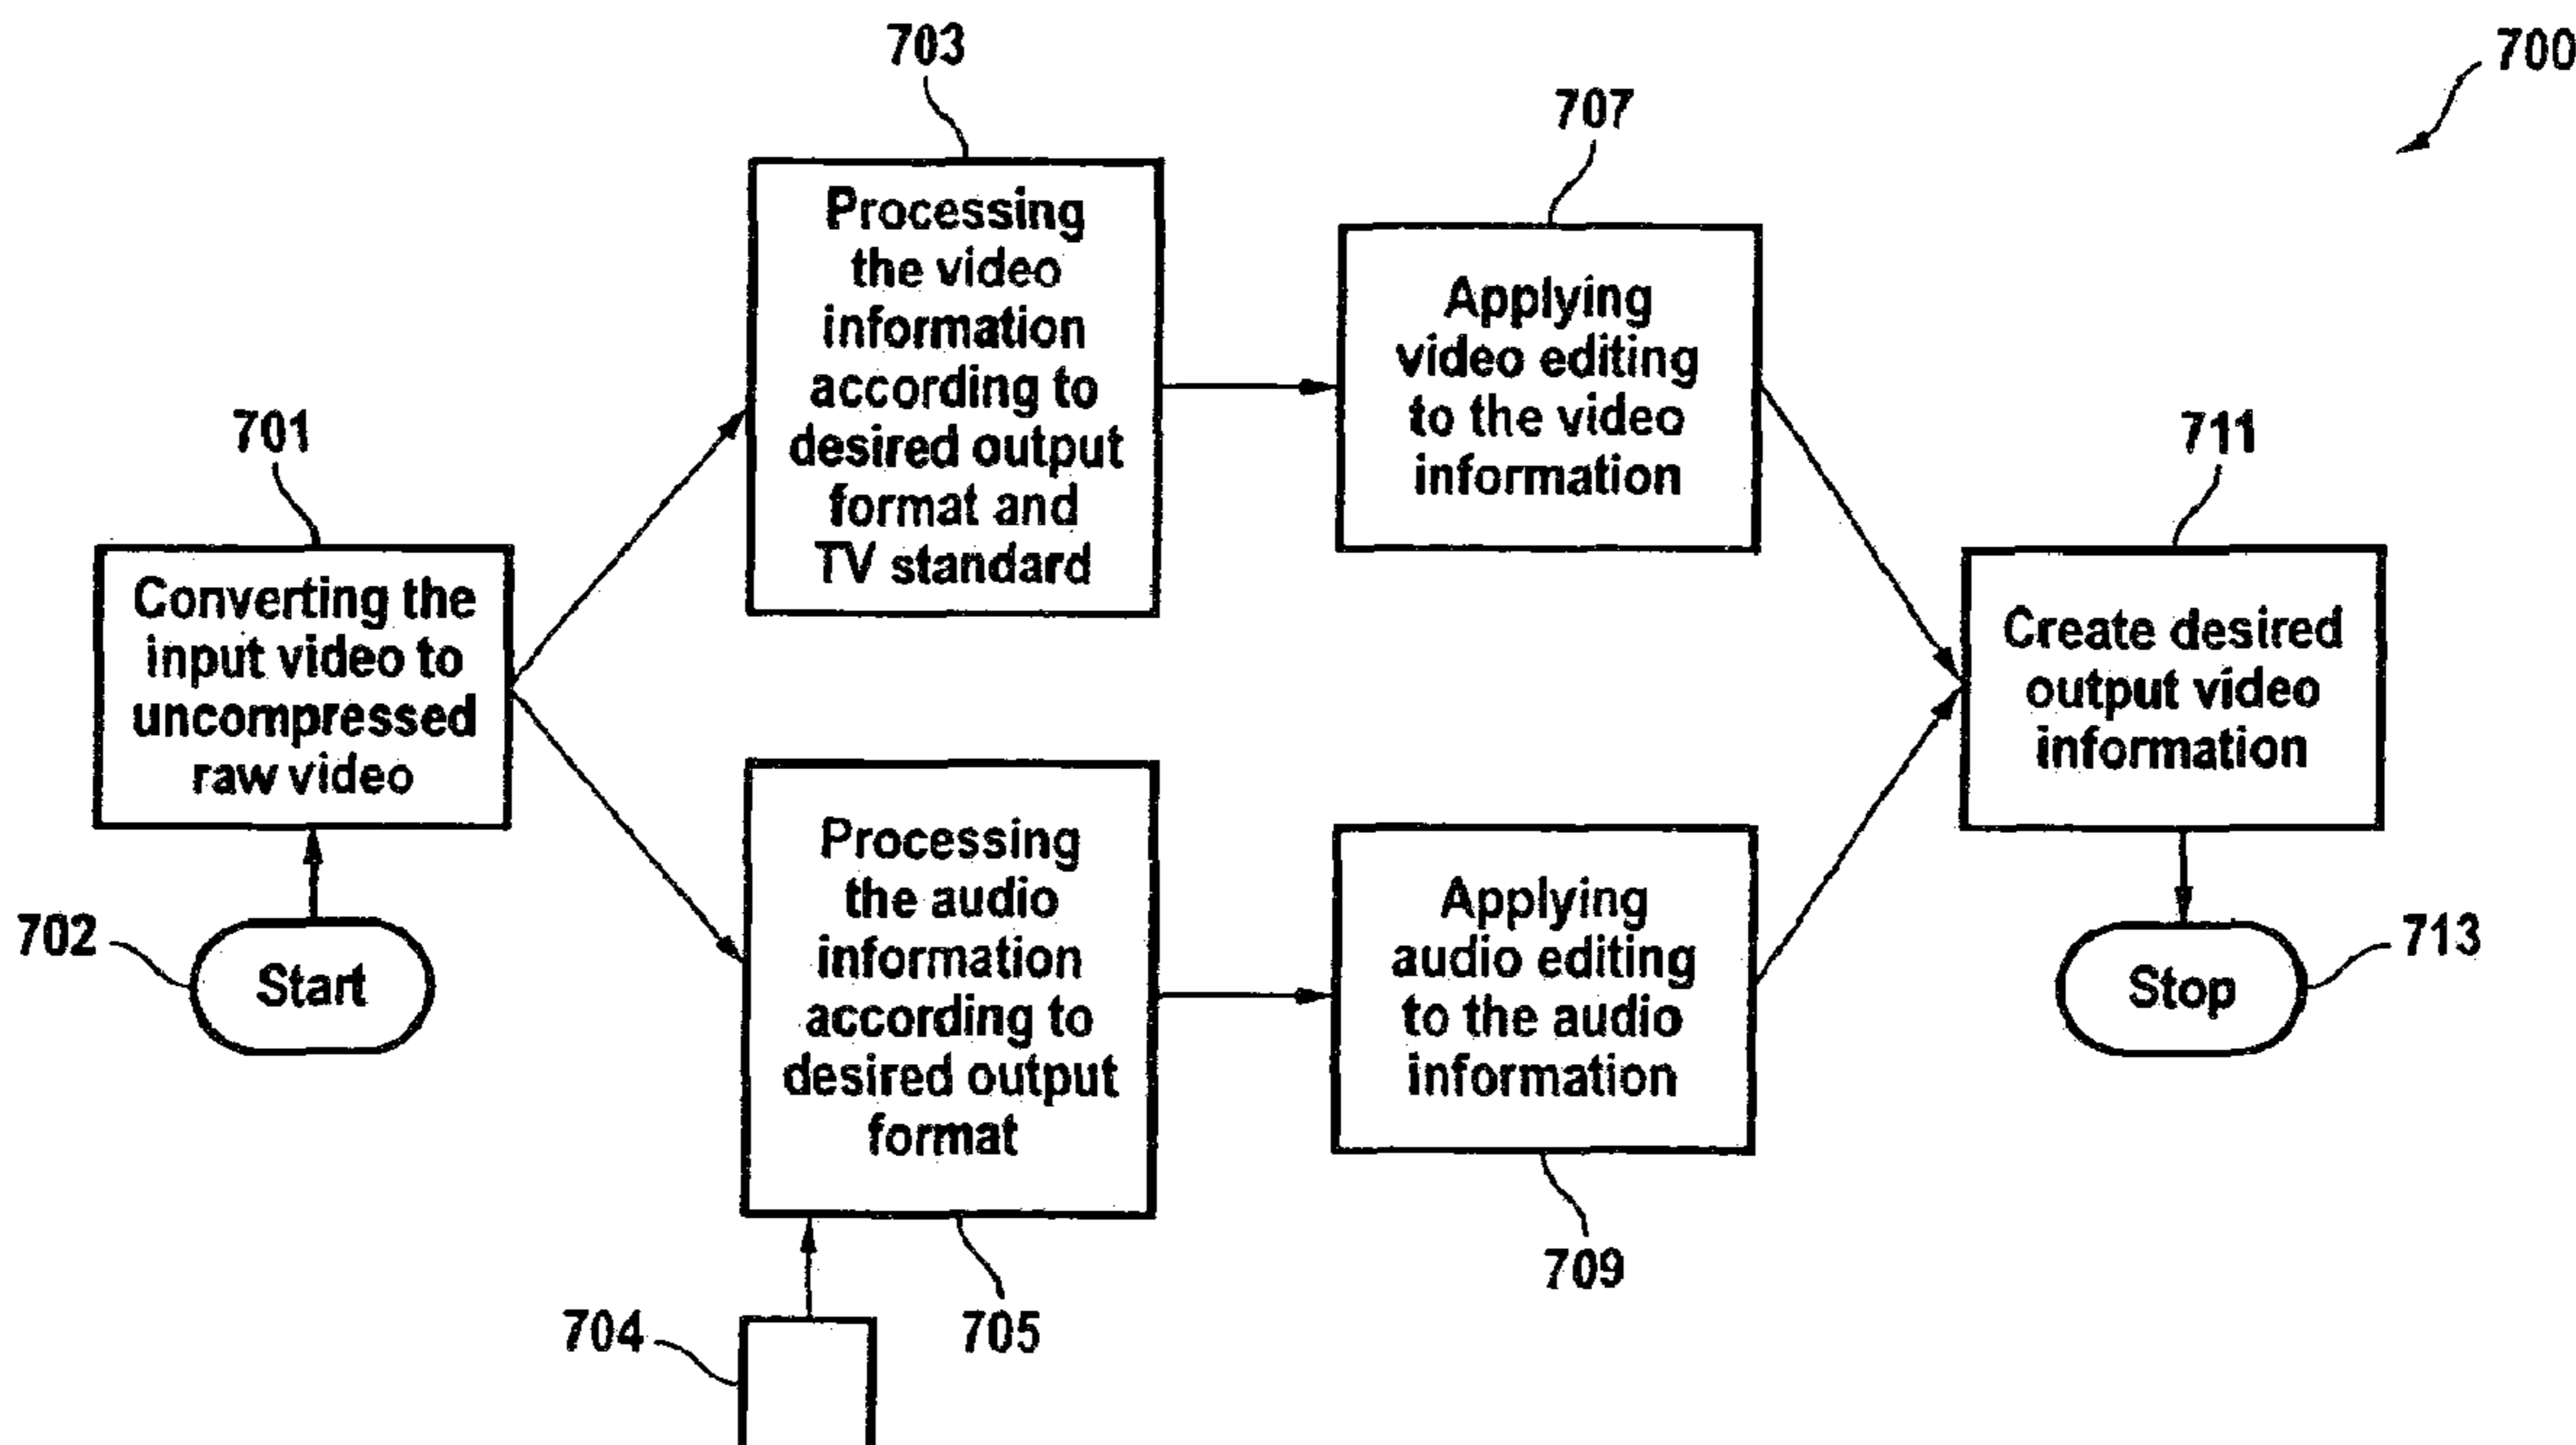 700
703
707
701
711
Processing
the video
information
according to
desired output
format and
TV standard
Applying
video editing
to the video
information
Converting the
input video to
uncompressed
raw video
Create desired
output video
information
702
Start
Processing
the audio
information
according to
desired output
format
Applying
audio editing
to the audio
information
713
Stop
709
704
705